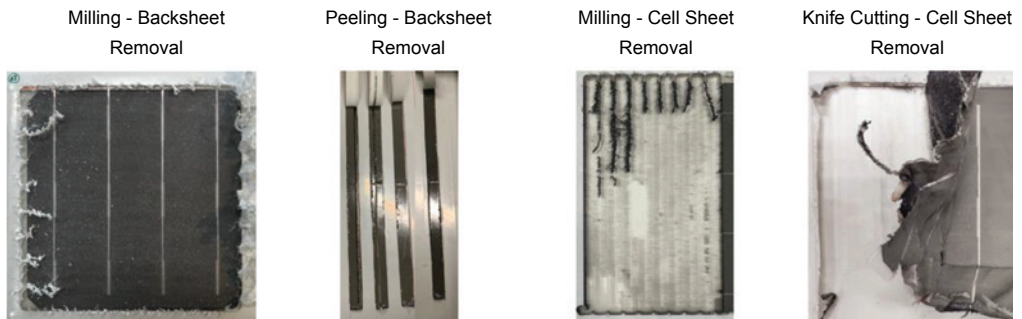 Milling - Backsheet
Removal
Peeling - Backsheet
Removal
Milling - Cell Sheet
Removal
Knife Cutting - Cell Sheet
Removal